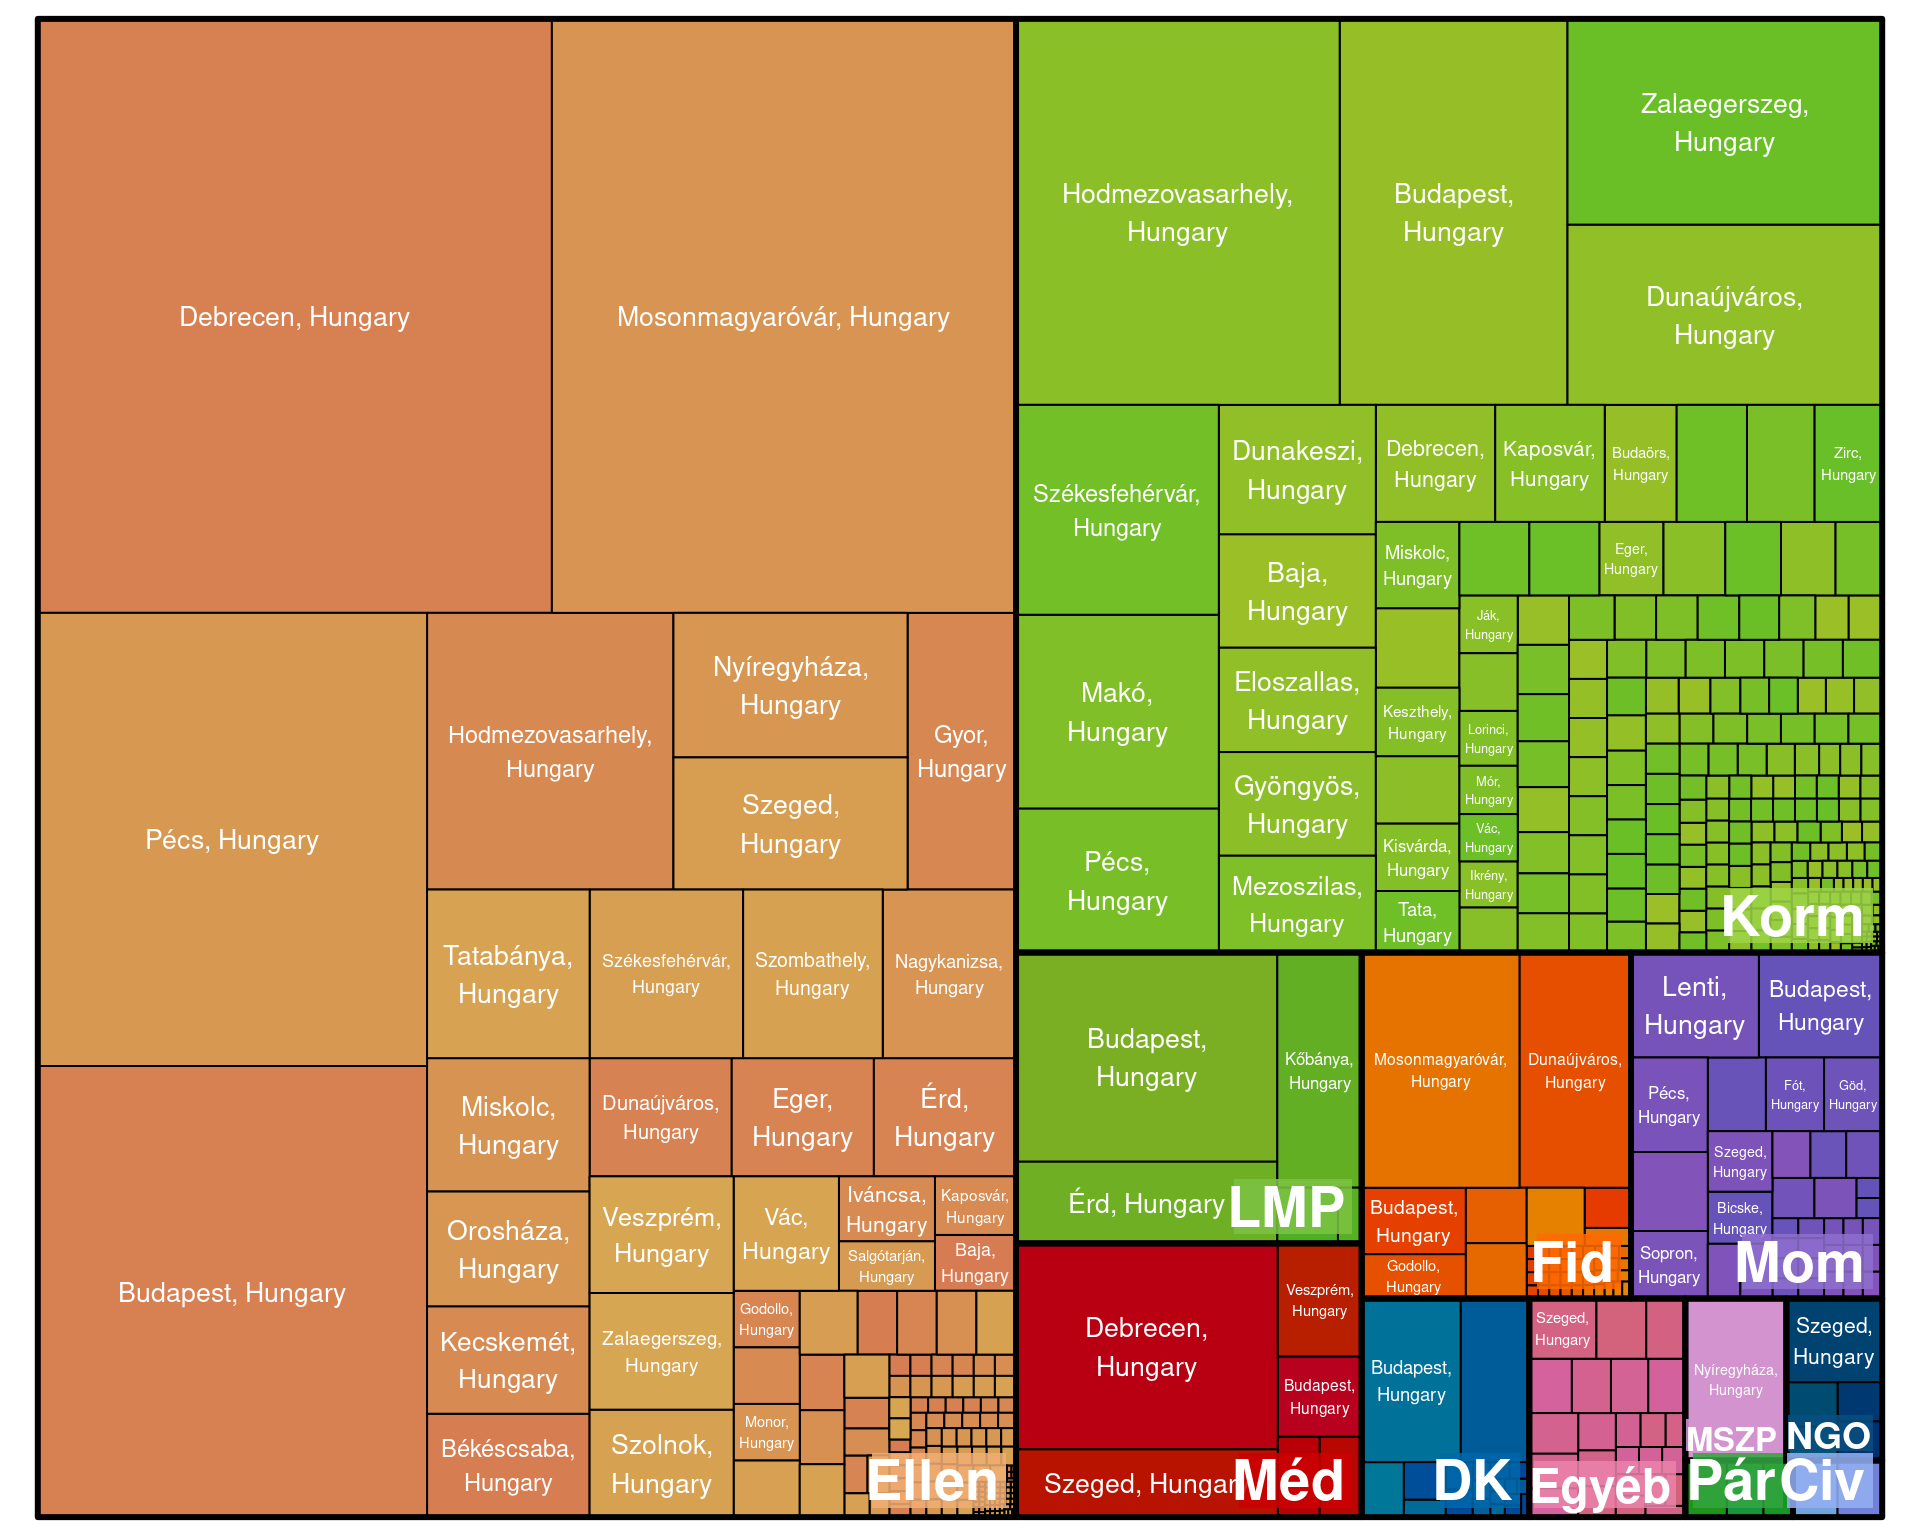 Debrecen, Hungary
Mosonmagyaróvár, Hungary
Pécs, Hungary
Budapest, Hungary
Hodmezovasarhely,
Hungary
Nyíregyháza,
Hungary
Szeged,
Hungary
Gyor,
Hungary
Tatabánya,
Hungary
Székesfehérvár,
Hungary
Szombathely,
Hungary
Nagykanizsa,
Hungary
Miskolc,
Hungary
Orosháza,
Hungary
Kecskemét,
Hungary
Békéscsaba,
Hungary
Dunaújváros,
Hungary
Eger,
Hungary
Érd,
Hungary
Veszprém,
Hungary
Zalaegerszeg,
Hungary
Szolnok,
Hungary
Vác,
Hungary
Iváncsa,
Hungary
Salgótarján,
Hungary
Kaposvár,
Hungary
Baja,
Hungary
Godollo,
Hungary
Monor,
Hungary
Ellen
Hodmezovasarhely,
Hungary
Budapest,
Hungary
Zalaegerszeg,
Hungary
Dunaújváros,
Hungary
Székesfehérvár,
Hungary
Makó,
Hungary
Pécs,
Hungary
Dunakeszi,
Hungary
Baja,
Hungary
Eloszallas,
Hungary
Gyöngyös,
Hungary
Mezoszilas,
Hungary
Debrecen,
Hungary
Kaposvár,
Hungary
Budaörs,
Hungary
Zirc,
Hungary
Miskolc,
Hungary
Eger,
Hungary
Keszthely,
Hungary
Kisvárda,
Hungary
Tata,
Hungary
Ják,
Hungary
Lorinci,
Hungary
Mór,
Hungary
Vác,
Hungary
Ikrény,
Hungary
Korm
Budapest,
Hungary
Kőbánya,
Hungary
Érd, Hungary
LMP
Debrecen,
Hungary
Veszprém,
Hungary
Budapest,
Hungary
Szeged, Hungar
Méd
Mosonmagyaróvár,
Hungary
Dunaújváros,
Hungary
Budapest,
Hungary
Godollo,
Hungary
Fid
Lenti,
Hungary
Budapest,
Hungary
Pécs,
Hungary
Fót,
Hungary
Göd,
Hungary
Szeged,
Hungary
Bicske,
Hungary
Sopron,
Hungary
Mom
Budapest,
Hungary
DK
Szeged,
Hungary
Egyéb
Nyíregyháza,
Hungary
MSZP
Szeged,
Hungary
NGO
Pár
Civ